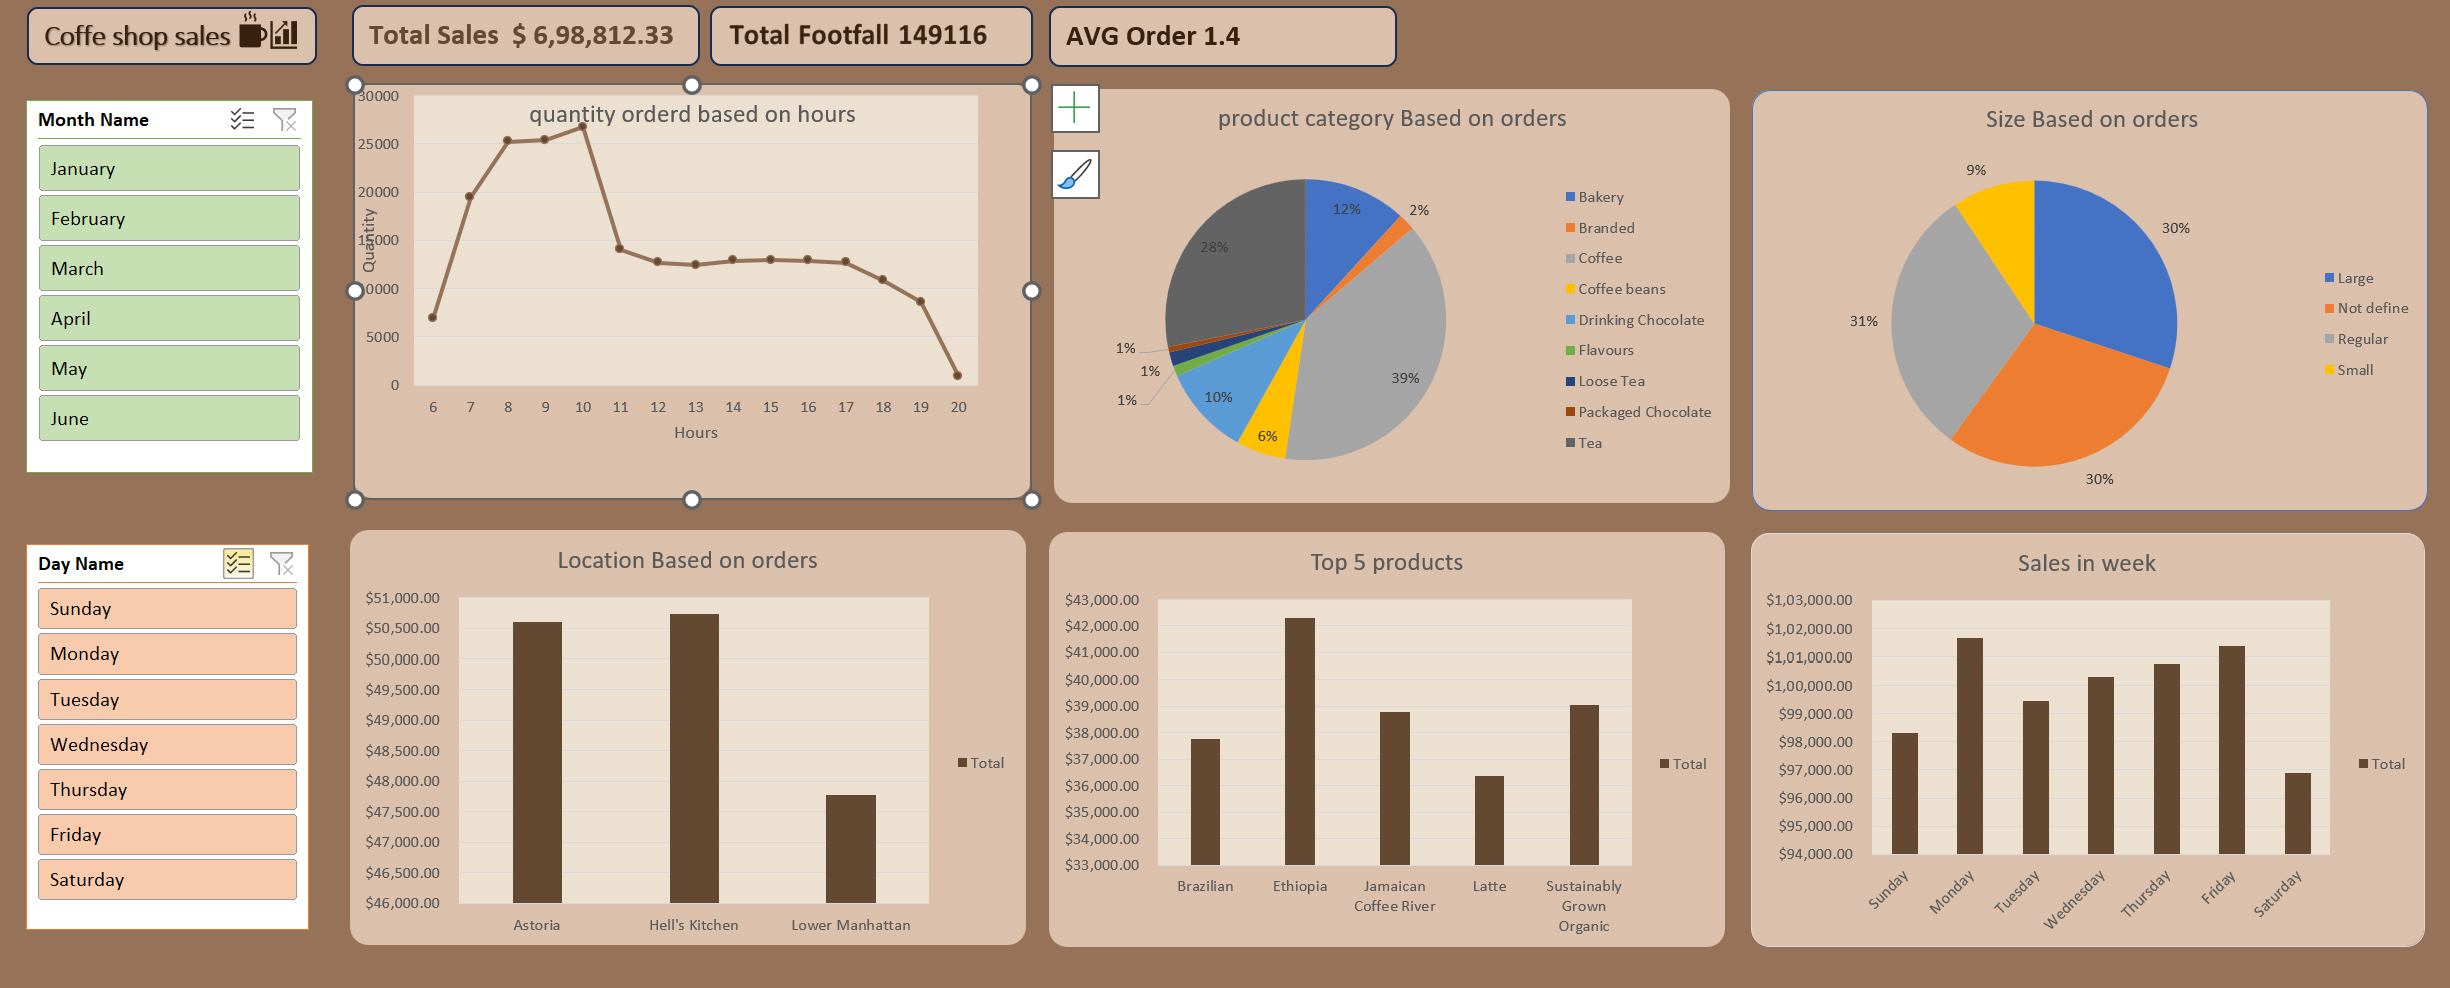 Coffe shop sales
Total Sales $ 6,98,812.33
Total Footfall 149116
AVG Order 1.4
Month Name
January
February
March
April
May
June
Day Name
Sunday
Monday
Tuesday
Wednesday
Thursday
Friday
Saturday
quantity orderd based on hours
30000
25000
20000
15000
10000
5000
0
Quantity
6 7 8 9 10 11 12 13 14 15 16 17 18 19 20
Hours
product category Based on orders
12%
2%
39%
6%
10%
1%
1%
1%
28%
Bakery
Branded
Coffee
Coffee beans
Drinking Chocolate
Flavours
Loose Tea
Packaged Chocolate
Tea
Size Based on orders
30%
30%
31%
9%
Large
Not define
Regular
Small
Location Based on orders
$51,000.00
$50,500.00
$50,000.00
$49,500.00
$49,000.00
$48,500.00
$48,000.00
$47,500.00
$47,000.00
$46,500.00
$46,000.00
Astoria Hell's Kitchen Lower Manhattan
Total
Top 5 products
$43,000.00
$42,000.00
$41,000.00
$40,000.00
$39,000.00
$38,000.00
$37,000.00
$36,000.00
$35,000.00
$34,000.00
$33,000.00
Brazilian Ethiopia Jamaican Latte Sustainably
Coffee River Grown
Organic
Total
Sales in week
$1,03,000.00
$1,02,000.00
$1,01,000.00
$1,00,000.00
$99,000.00
$98,000.00
$97,000.00
$96,000.00
$95,000.00
$94,000.00
Sunday Monday Tuesday Wednesday Thursday Friday Saturday
Total